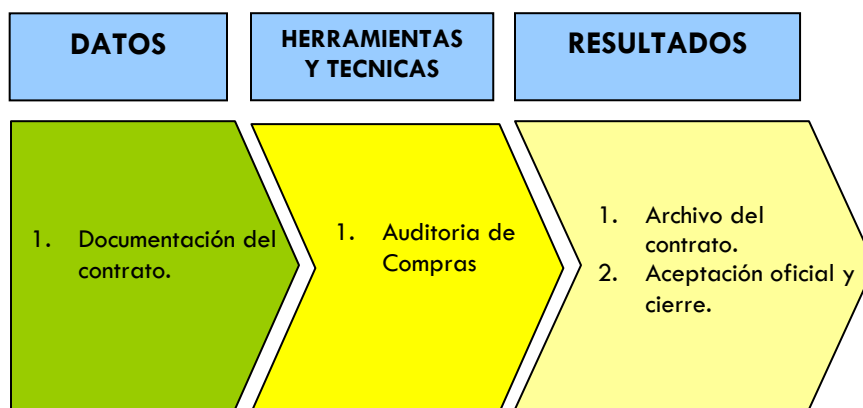 DATOS
HERRAMIENTAS
Y TECNICAS
RESULTADOS
1. Documentación del
contrato.
1. Auditoria de
Compras
1. Archivo del
contrato.
2. Aceptación oficial y
cierre.